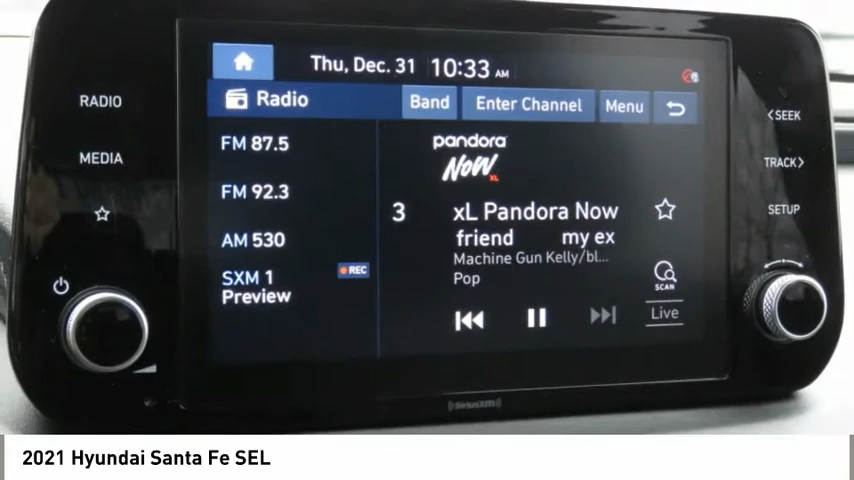 Thu, Dec. 31 10:33 AM
RADIO
Radio
Band
Enter Channel
Menu
< SEEK
MEDIA
FM 87.5
pandora
NOW
XL
TRACK >
FM 92.3
3
xL Pandora Now
SETUP
AM 530
friend my ex
Machine Gun Kelly/bl...
SXM 1
REC
Preview
Pop
SCAN
Live
((SiriusXM))
2021 Hyundai Santa Fe SEL